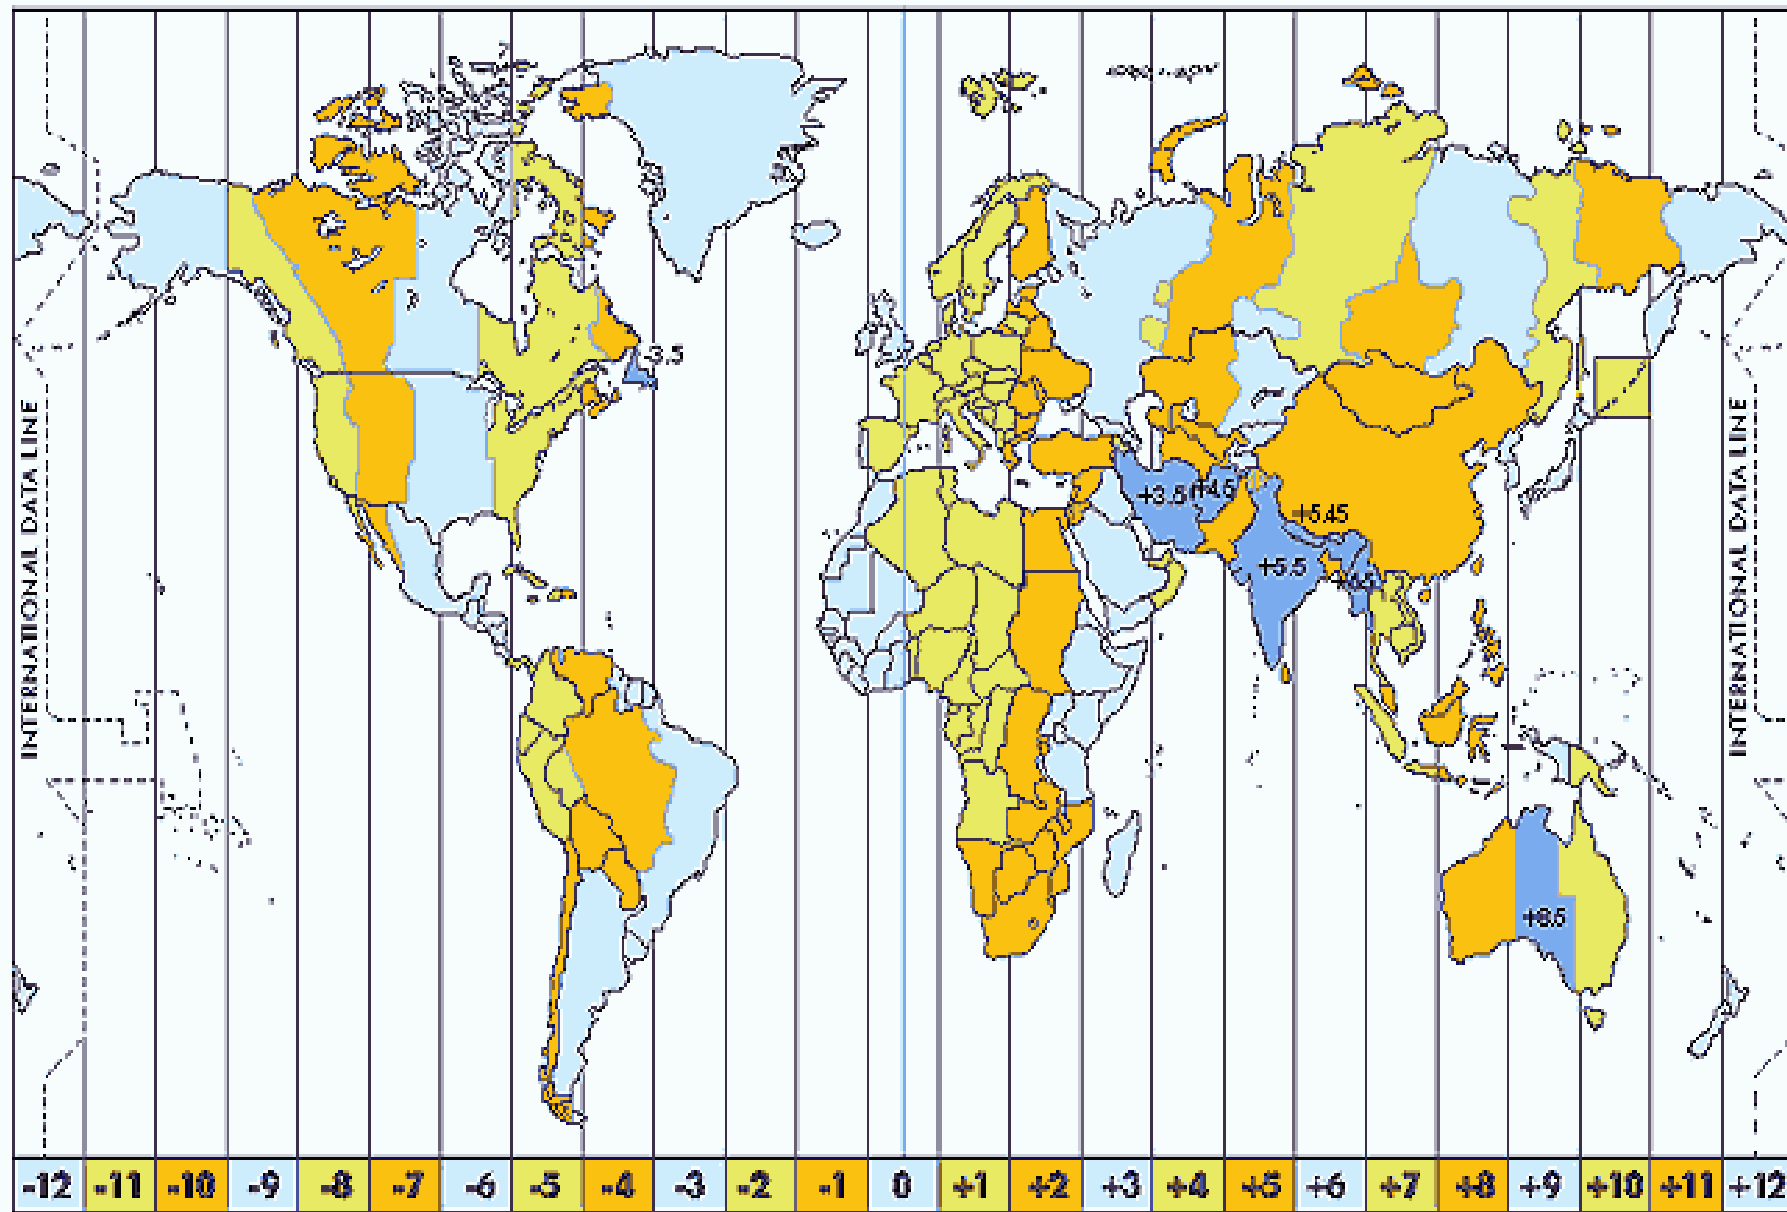 -3.5
INTERNATIONAL DATA LINE
INTERNATIONAL DATA LINE
+3.5
+4.5
+5.45
+5.5
+8.5
-12 -11 -10 -9 -8 -7 -6 -5 -4 -3 -2 -1 0 +1 +2 +3 +4 +5 +6 +7 +8 +9 +10 +11 +12